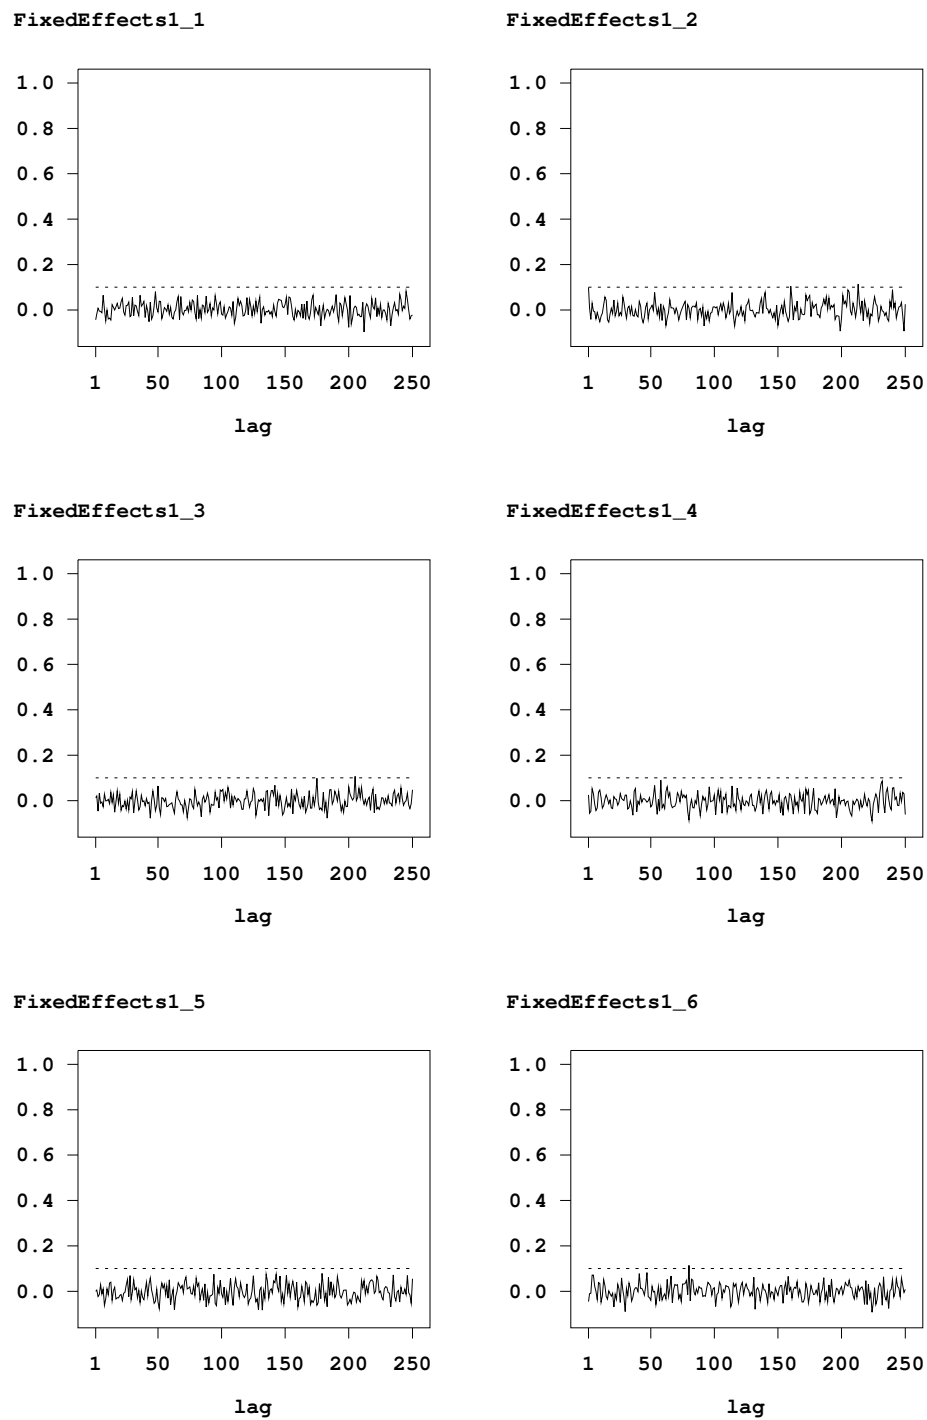 FixedEffects1_1
1.0
0.8
0.6
0.4
0.2
0.0
1 50 100 150 200 250
lag
FixedEffects1_2
1.0
0.8
0.6
0.4
0.2
0.0
1 50 100 150 200 250
lag
FixedEffects1_3
1.0
0.8
0.6
0.4
0.2
0.0
1 50 100 150 200 250
lag
FixedEffects1_4
1.0
0.8
0.6
0.4
0.2
0.0
1 50 100 150 200 250
lag
FixedEffects1_5
1.0
0.8
0.6
0.4
0.2
0.0
1 50 100 150 200 250
lag
FixedEffects1_6
1.0
0.8
0.6
0.4
0.2
0.0
1 50 100 150 200 250
lag